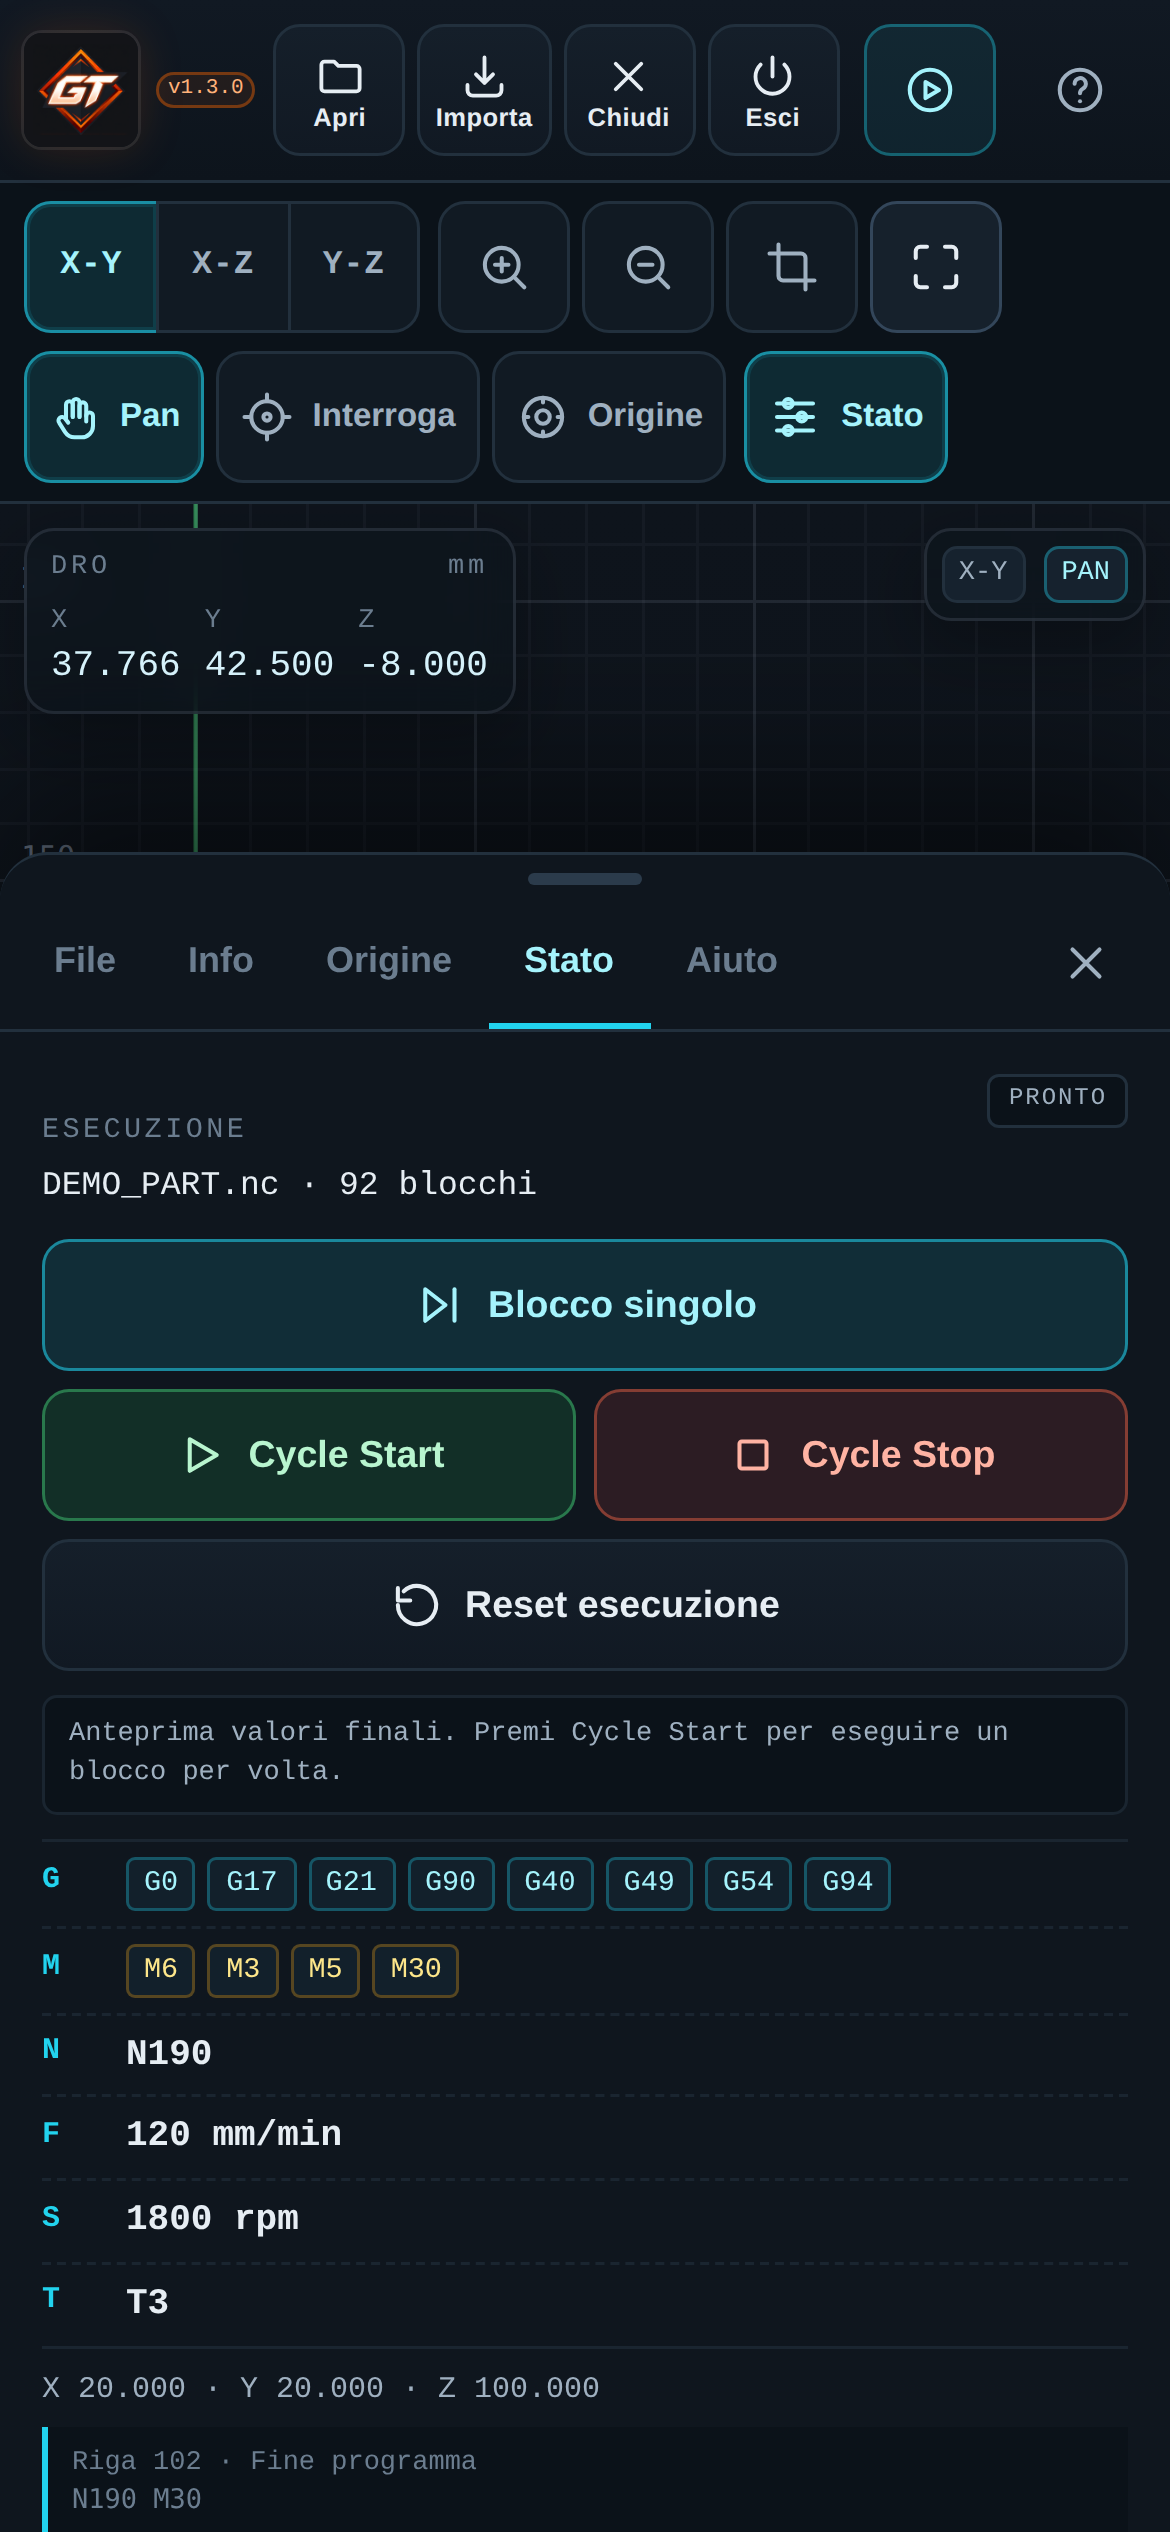 GT
v1.3.0
Apri
Importa
Chiudi
Esci
X-Y
X-Z
Y-Z
Pan
Interroga
Origine
Stato
DRO mm
X Y Z
37.766 42.500 -8.000
X-Y
PAN
150
File Info Origine Stato Aiuto
PRONTO
ESECUZIONE
DEMO_PART.nc · 92 blocchi
Blocco singolo
Cycle Start
Cycle Stop
Reset esecuzione
Anteprima valori finali. Premi Cycle Start per eseguire un
blocco per volta.
G G0 G17 G21 G90 G40 G49 G54 G94
M M6 M3 M5 M30
N N190
F 120 mm/min
S 1800 rpm
T T3
X 20.000 · Y 20.000 · Z 100.000
Riga 102 · Fine programma
N190 M30